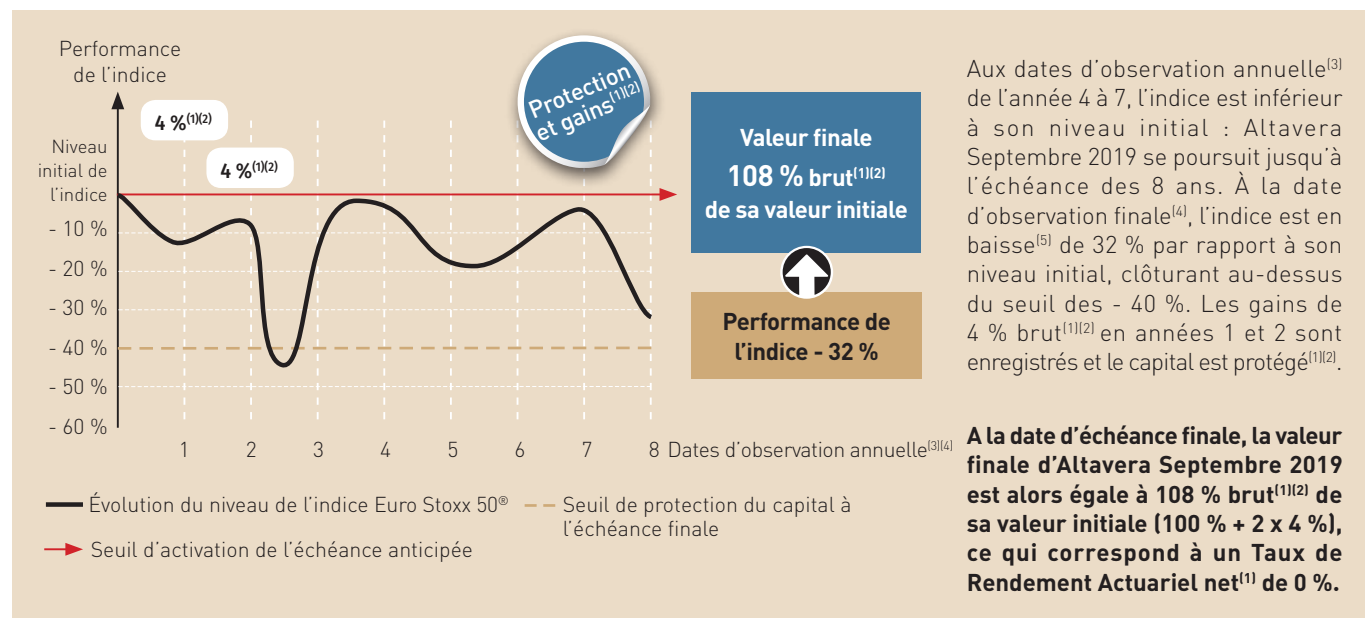 Performance
de l'indice
4 %(1)(2)
4 %(1)(2)
Protection
et gains(1)(2)
Niveau
initial de
l'indice
- 10 %
- 20 %
- 30 %
- 40 %
- 50 %
- 60 %
1 2 3 4 5 6 7 8 Dates d'observation annuelle(3)(4)
Évolution du niveau de l'indice Euro Stoxx 50®
Seuil de protection du capital à
l'échéance finale
Seuil d'activation de l'échéance anticipée
Valeur finale
108 % brut(1)(2)
de sa valeur initiale
Performance de
l'indice - 32 %
Aux dates d'observation annuelle(3)
de l'année 4 à 7, l'indice est inférieur
à son niveau initial : Altavera
Septembre 2019 se poursuit jusqu'à
l'échéance des 8 ans. À la date
d'observation finale(4), l'indice est en
baisse(5) de 32 % par rapport à son
niveau initial, clôturant au-dessus
du seuil des - 40 %. Les gains de
4 % brut(1)(2) en années 1 et 2 sont
enregistrés et le capital est protégé(1)(2).
A la date d'échéance finale, la valeur
finale d'Altavera Septembre 2019
est alors égale à 108 % brut(1)(2) de
sa valeur initiale (100 % + 2 x 4 %),
ce qui correspond à un Taux de
Rendement Actuariel net(1) de 0 %.